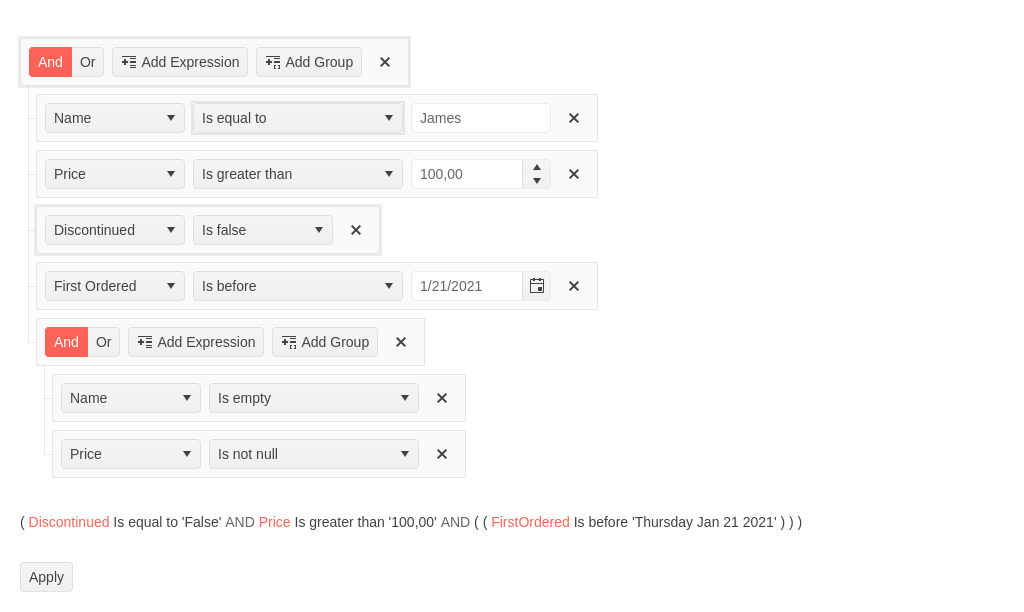 And Or Add Expression Add Group
Name Is equal to James
Price Is greater than 100,00
Discontinued Is false
First Ordered Is before 1/21/2021
And Or Add Expression Add Group
Name Is empty
Price Is not null
( Discontinued Is equal to 'False' AND Price Is greater than '100,00' AND ( ( FirstOrdered Is before 'Thursday Jan 21 2021' ) ) )
Apply